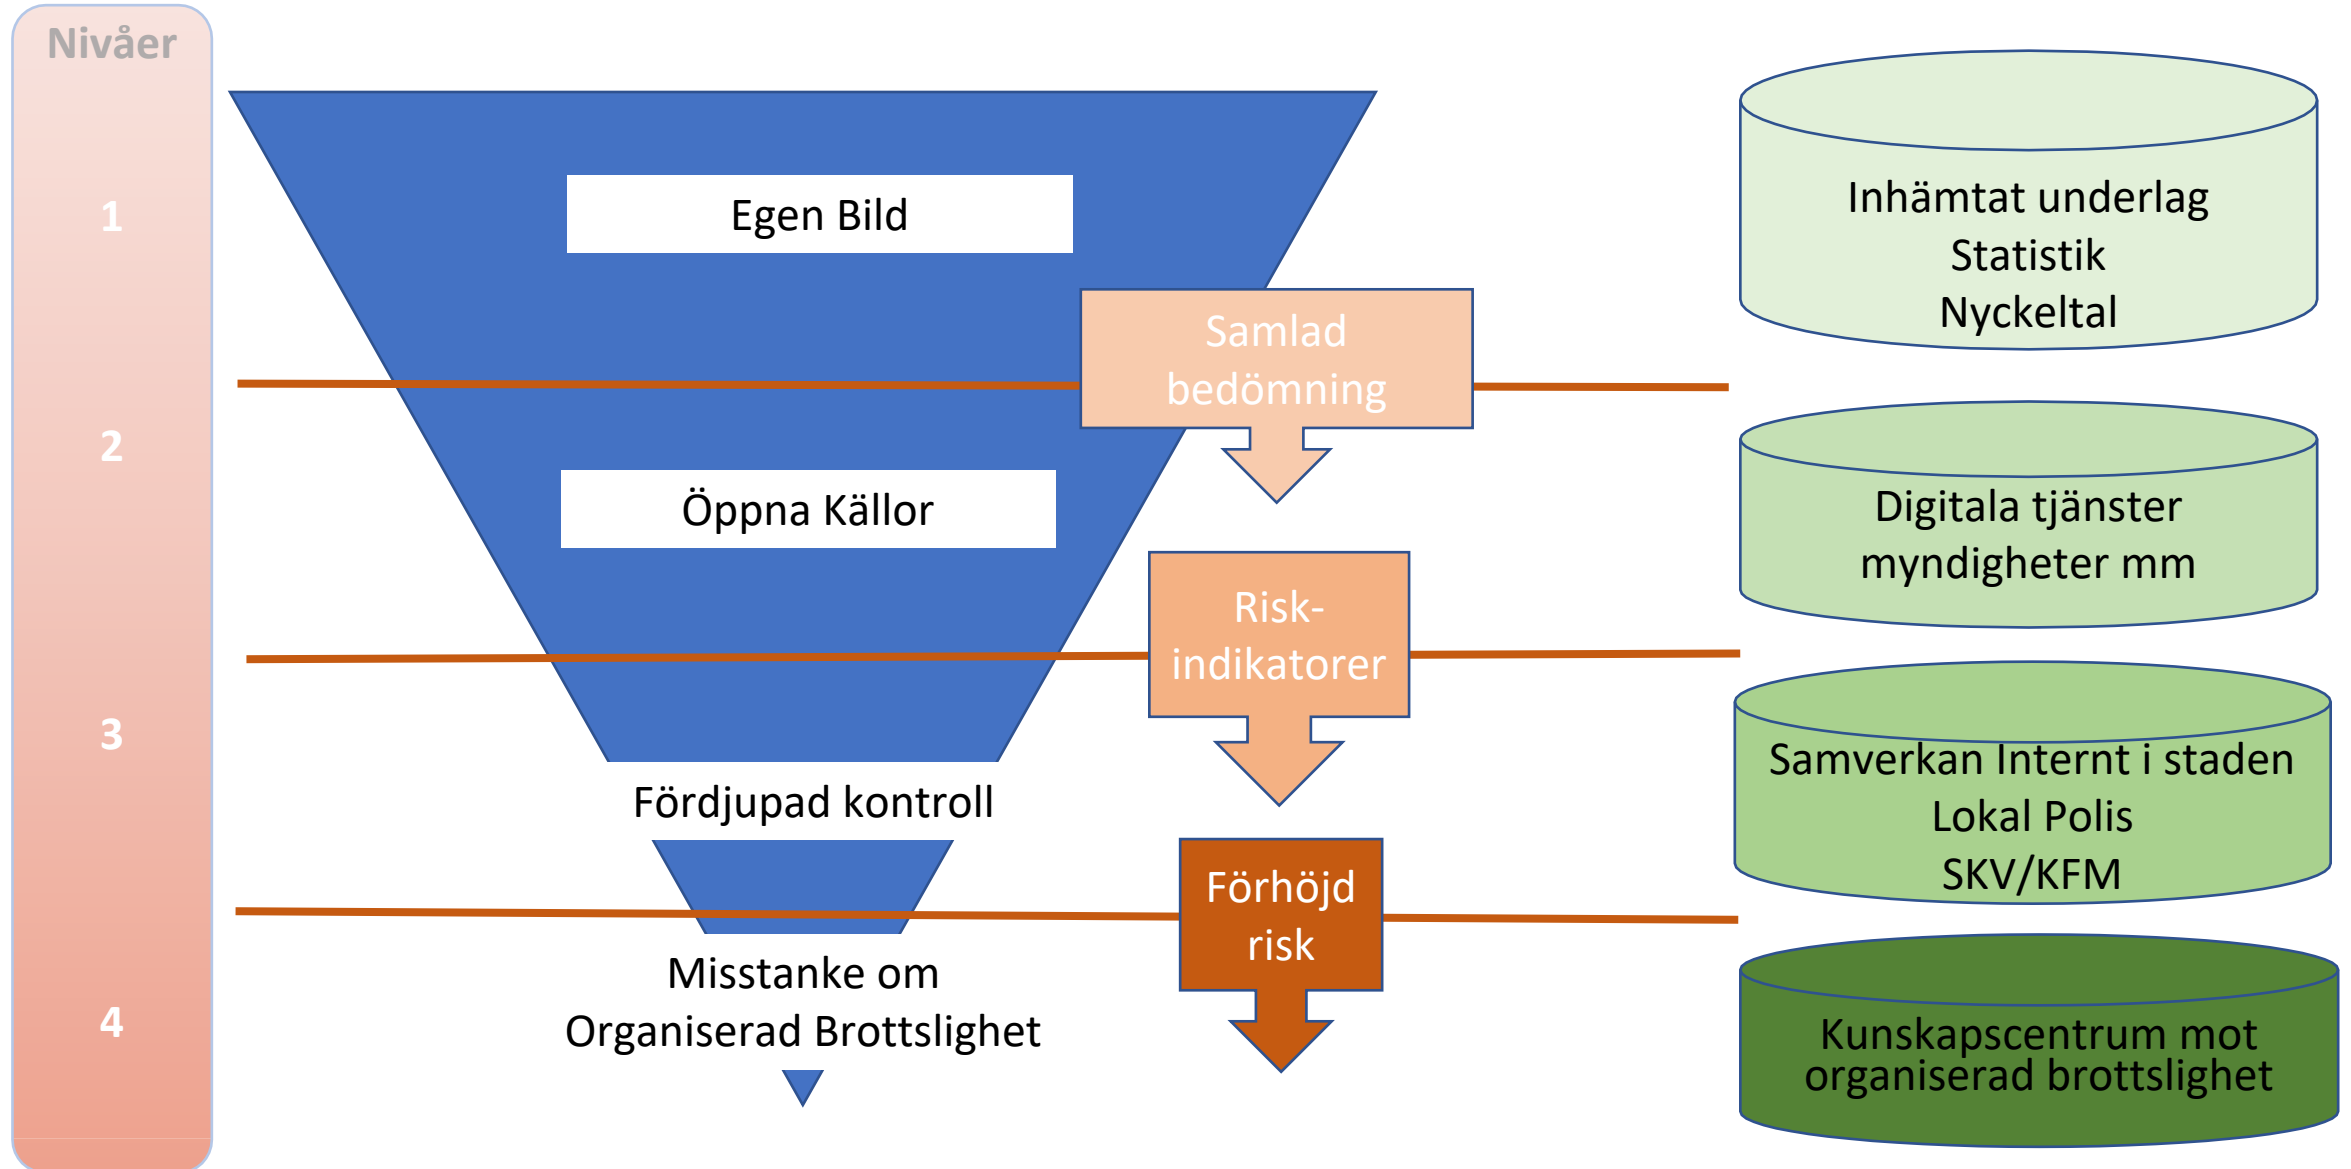 Nivåer
1
Egen Bild
Inhämtat underlag
Statistik
Nyckeltal
Samlad
bedömning
2
Öppna Källor
Digitala tjänster
myndigheter mm
Risk-
indikatorer
3
Fördjupad kontroll
Samverkan Internt i staden
Lokal Polis
SKV/KFM
Förhöjd
risk
4
Misstanke om
Organiserad Brottslighet
Kunskapscentrum mot
organiserad brottslighet